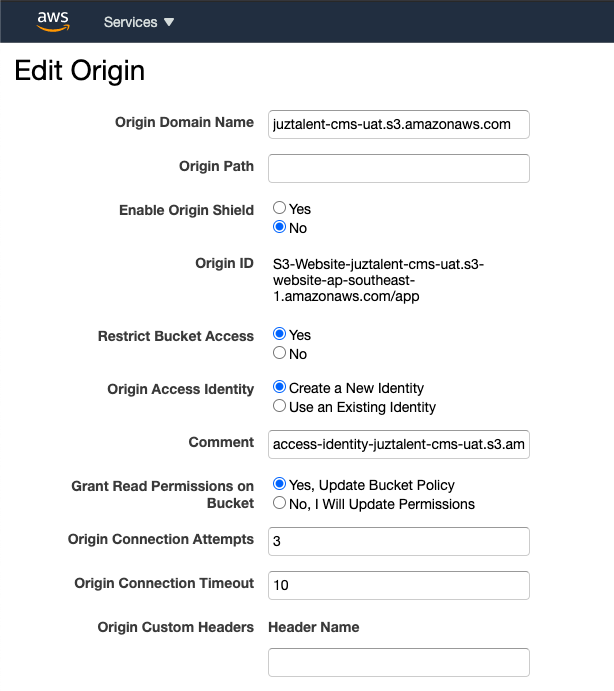 aws Services ▼
Edit Origin
Origin Domain Name juztalent-cms-uat.s3.amazonaws.com
Origin Path
Enable Origin Shield Yes
No
Origin ID S3-Website-juztalent-cms-uat.s3-
website-ap-southeast-
1.amazonaws.com/app
Restrict Bucket Access Yes
No
Origin Access Identity Create a New Identity
Use an Existing Identity
Comment access-identity-juztalent-cms-uat.s3.am
Grant Read Permissions on Yes, Update Bucket Policy
Bucket No, I Will Update Permissions
Origin Connection Attempts 3
Origin Connection Timeout 10
Origin Custom Headers Header Name